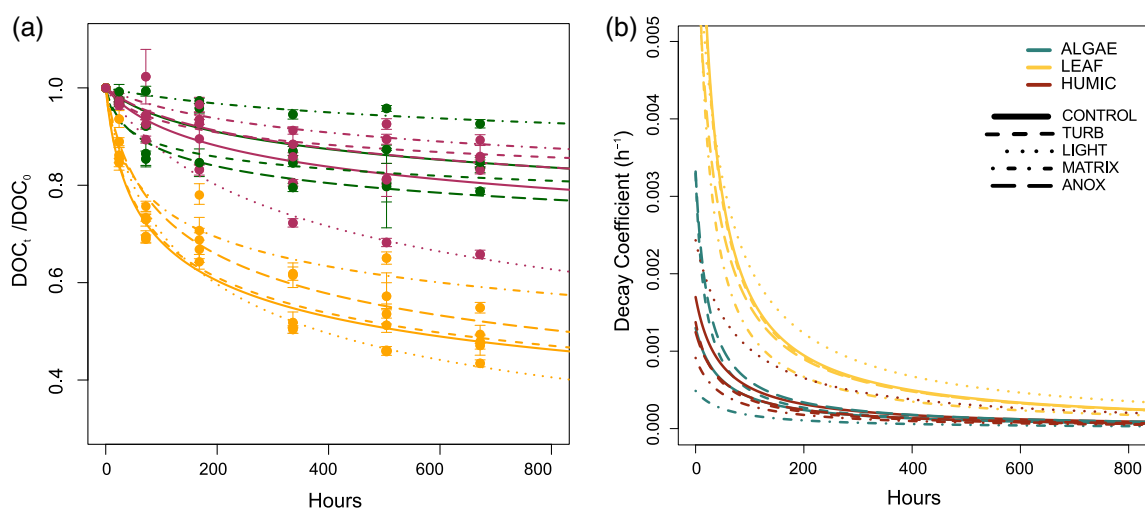 (a)
1.0
0.8
0.6
0.4
DOCt /DOC0
0
200
400
600
800
Hours
(b)
0.005
0.004
0.003
0.002
0.001
0.000
Decay Coefficient (h⁻¹)
ALGAE
LEAF
HUMIC
CONTROL
TURB
LIGHT
MATRIX
ANOX
0
200
400
600
800
Hours